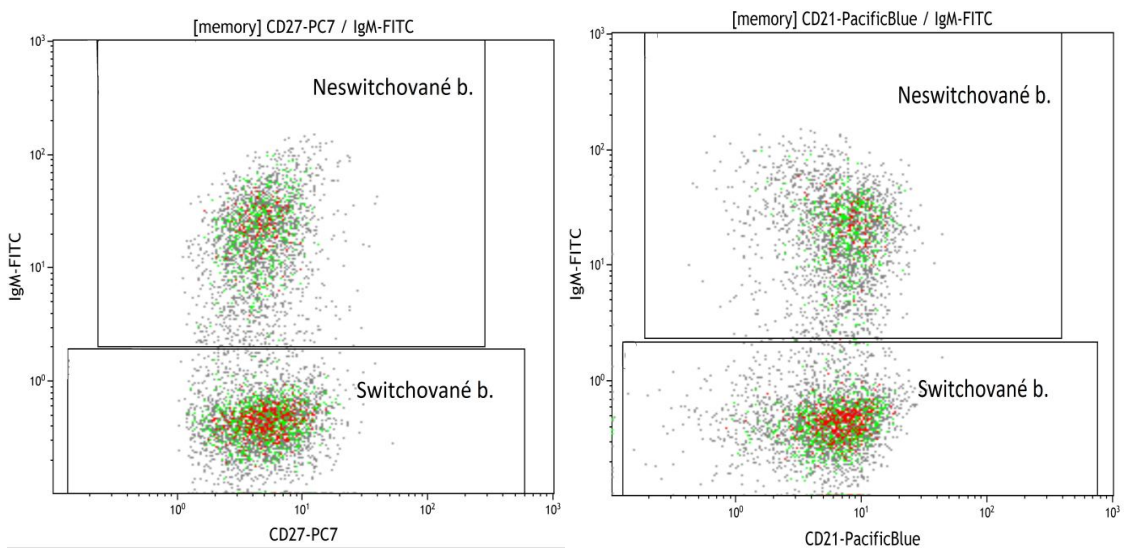 [memory] CD27-PC7 / IgM-FITC
10³
10²
10¹
10⁰
IgM-FITC
Neswitchované b.
Switchované b.
10⁰
10¹
10²
10³
CD27-PC7
[memory] CD21-PacificBlue / IgM-FITC
10³
10²
10¹
10⁰
IgM-FITC
Neswitchované b.
Switchované b.
10⁰
10¹
10²
10³
CD21-PacificBlue